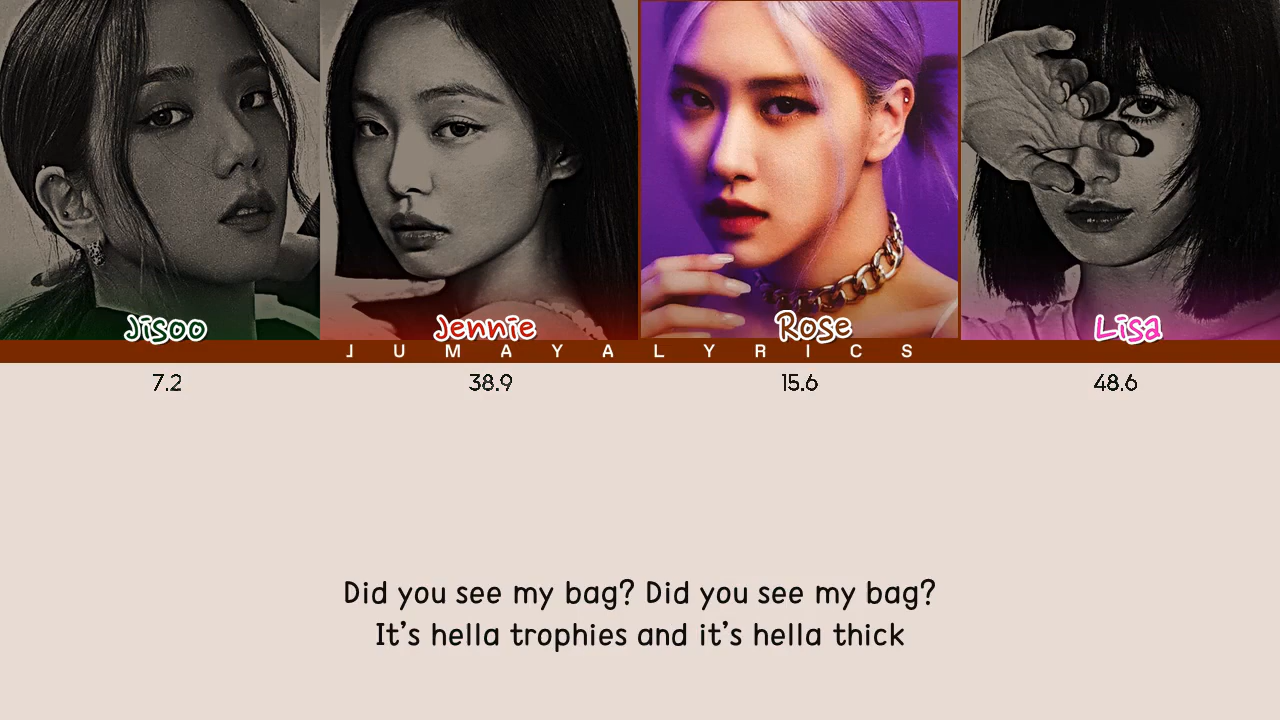 Jisoo Jennie Rose Lisa
JUMAYALYRICS
7.2 38.9 15.6 48.6
Did you see my bag? Did you see my bag?
It's hella trophies and it's hella thick